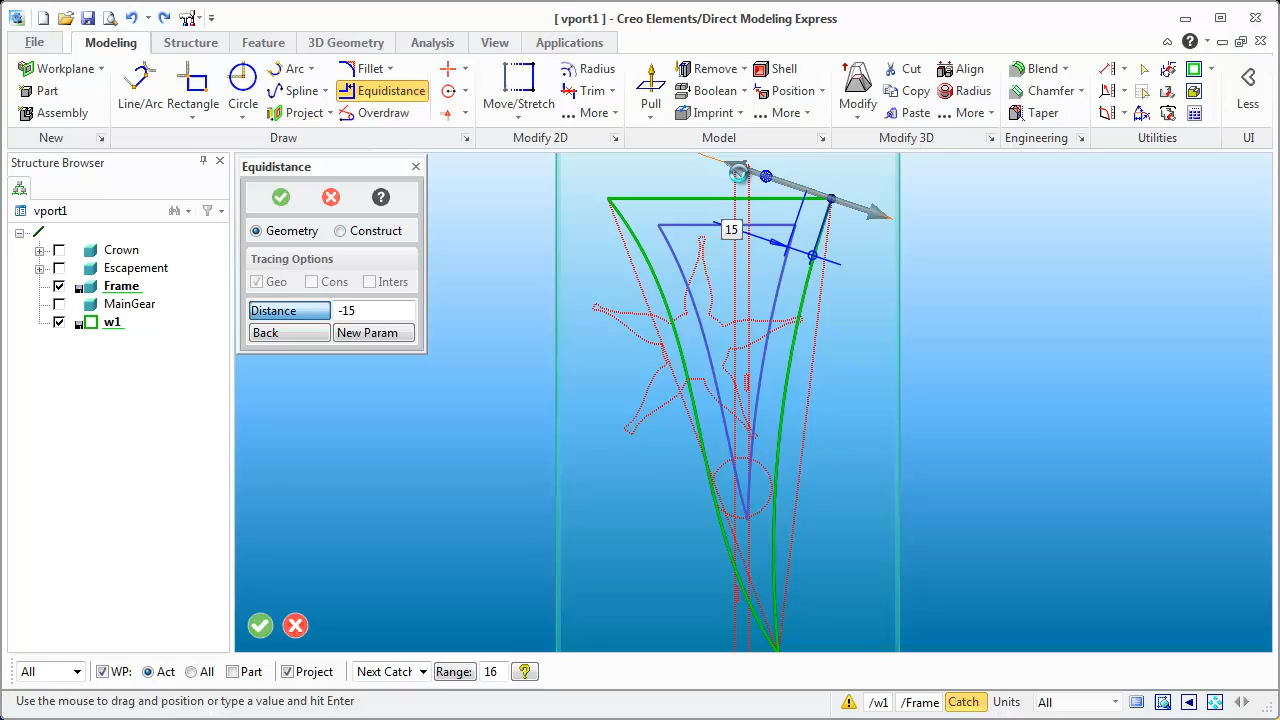 [ vport1 ] - Creo Elements/Direct Modeling Express
File Modeling Structure Feature 3D Geometry Analysis View Applications
Workplane
Part
Assembly
New
Line/Arc
Rectangle
Circle
Arc
Spline
Project
Fillet
Equidistance
Overdraw
Draw
Move/Stretch
Radius
Trim
... More
Modify 2D
Pull
Remove
Boolean
Imprint
Shell
Position
... More
Model
Modify
Cut
Copy
Paste
Align
Radius
... More
Modify 3D
Blend
Chamfer
Taper
Engineering
Utilities
Less
UI
Structure Browser
vport1
Crown
Escapement
Frame
MainGear
w1
Equidistance
Geometry Construct
Tracing Options
Geo Cons Inters
Distance -15
Back New Param
15
All WP: Act All Part Project Next Catch Range: 16
Use the mouse to drag and position or type a value and hit Enter
/w1 /Frame Catch Units All